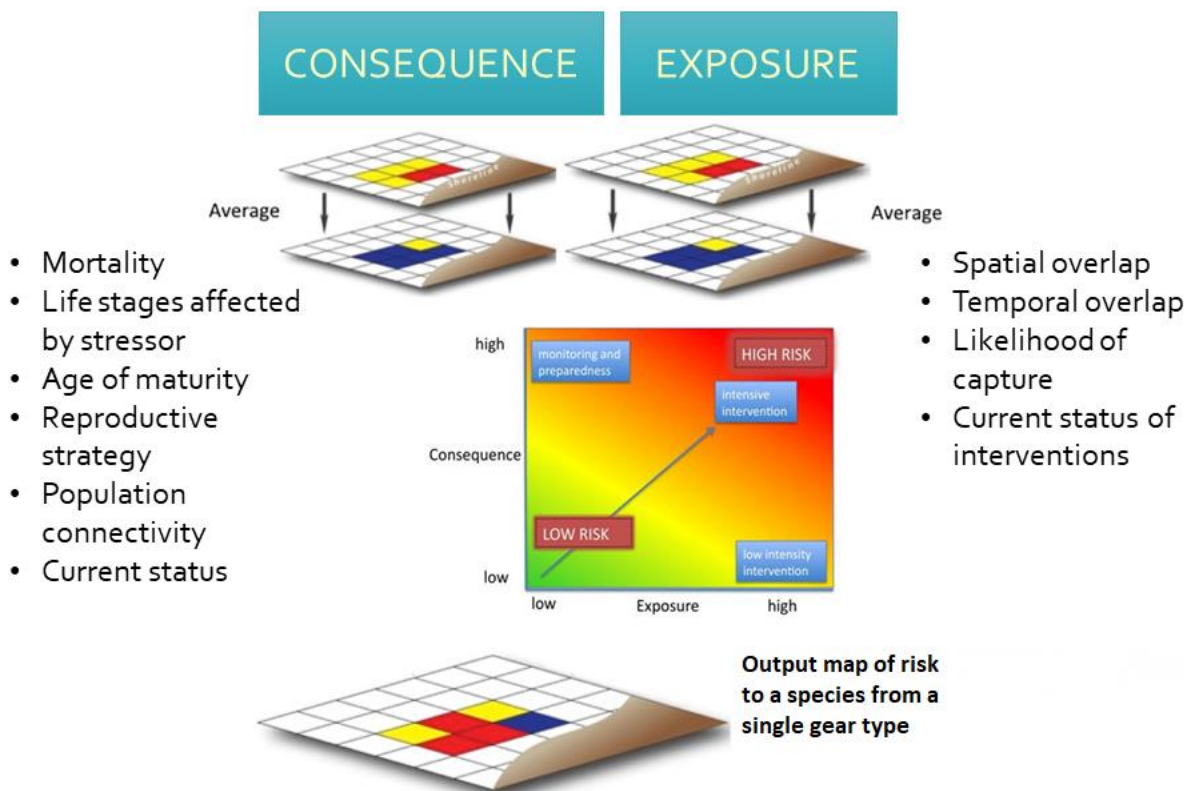 CONSEQUENCE
EXPOSURE
Shoreline
Shoreline
Average
Average
• Mortality
• Life stages affected
by stressor
• Age of maturity
• Reproductive
strategy
• Population
connectivity
• Current status
• Spatial overlap
• Temporal overlap
• Likelihood of
capture
• Current status of
interventions
high
monitoring and
preparedness
HIGH RISK
intensive
intervention
Consequence
LOW RISK
low intensity
intervention
low
low
Exposure
high
Output map of risk
to a species from a
single gear type